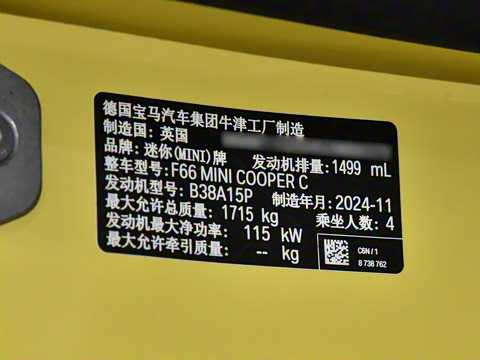 德国宝马汽车集团牛津工厂制造
制造国: 英国
品牌: 迷你(MINI)牌 发动机排量: 1499 mL
整车型号: F66 MINI COOPER C
发动机型号: B38A15P 制造年月: 2024-11
最大允许总质量: 1715 kg 乘坐人数: 4
发动机最大净功率: 115 kW
最大允许牵引质量: -- kg
C6N / 1
8 738 762